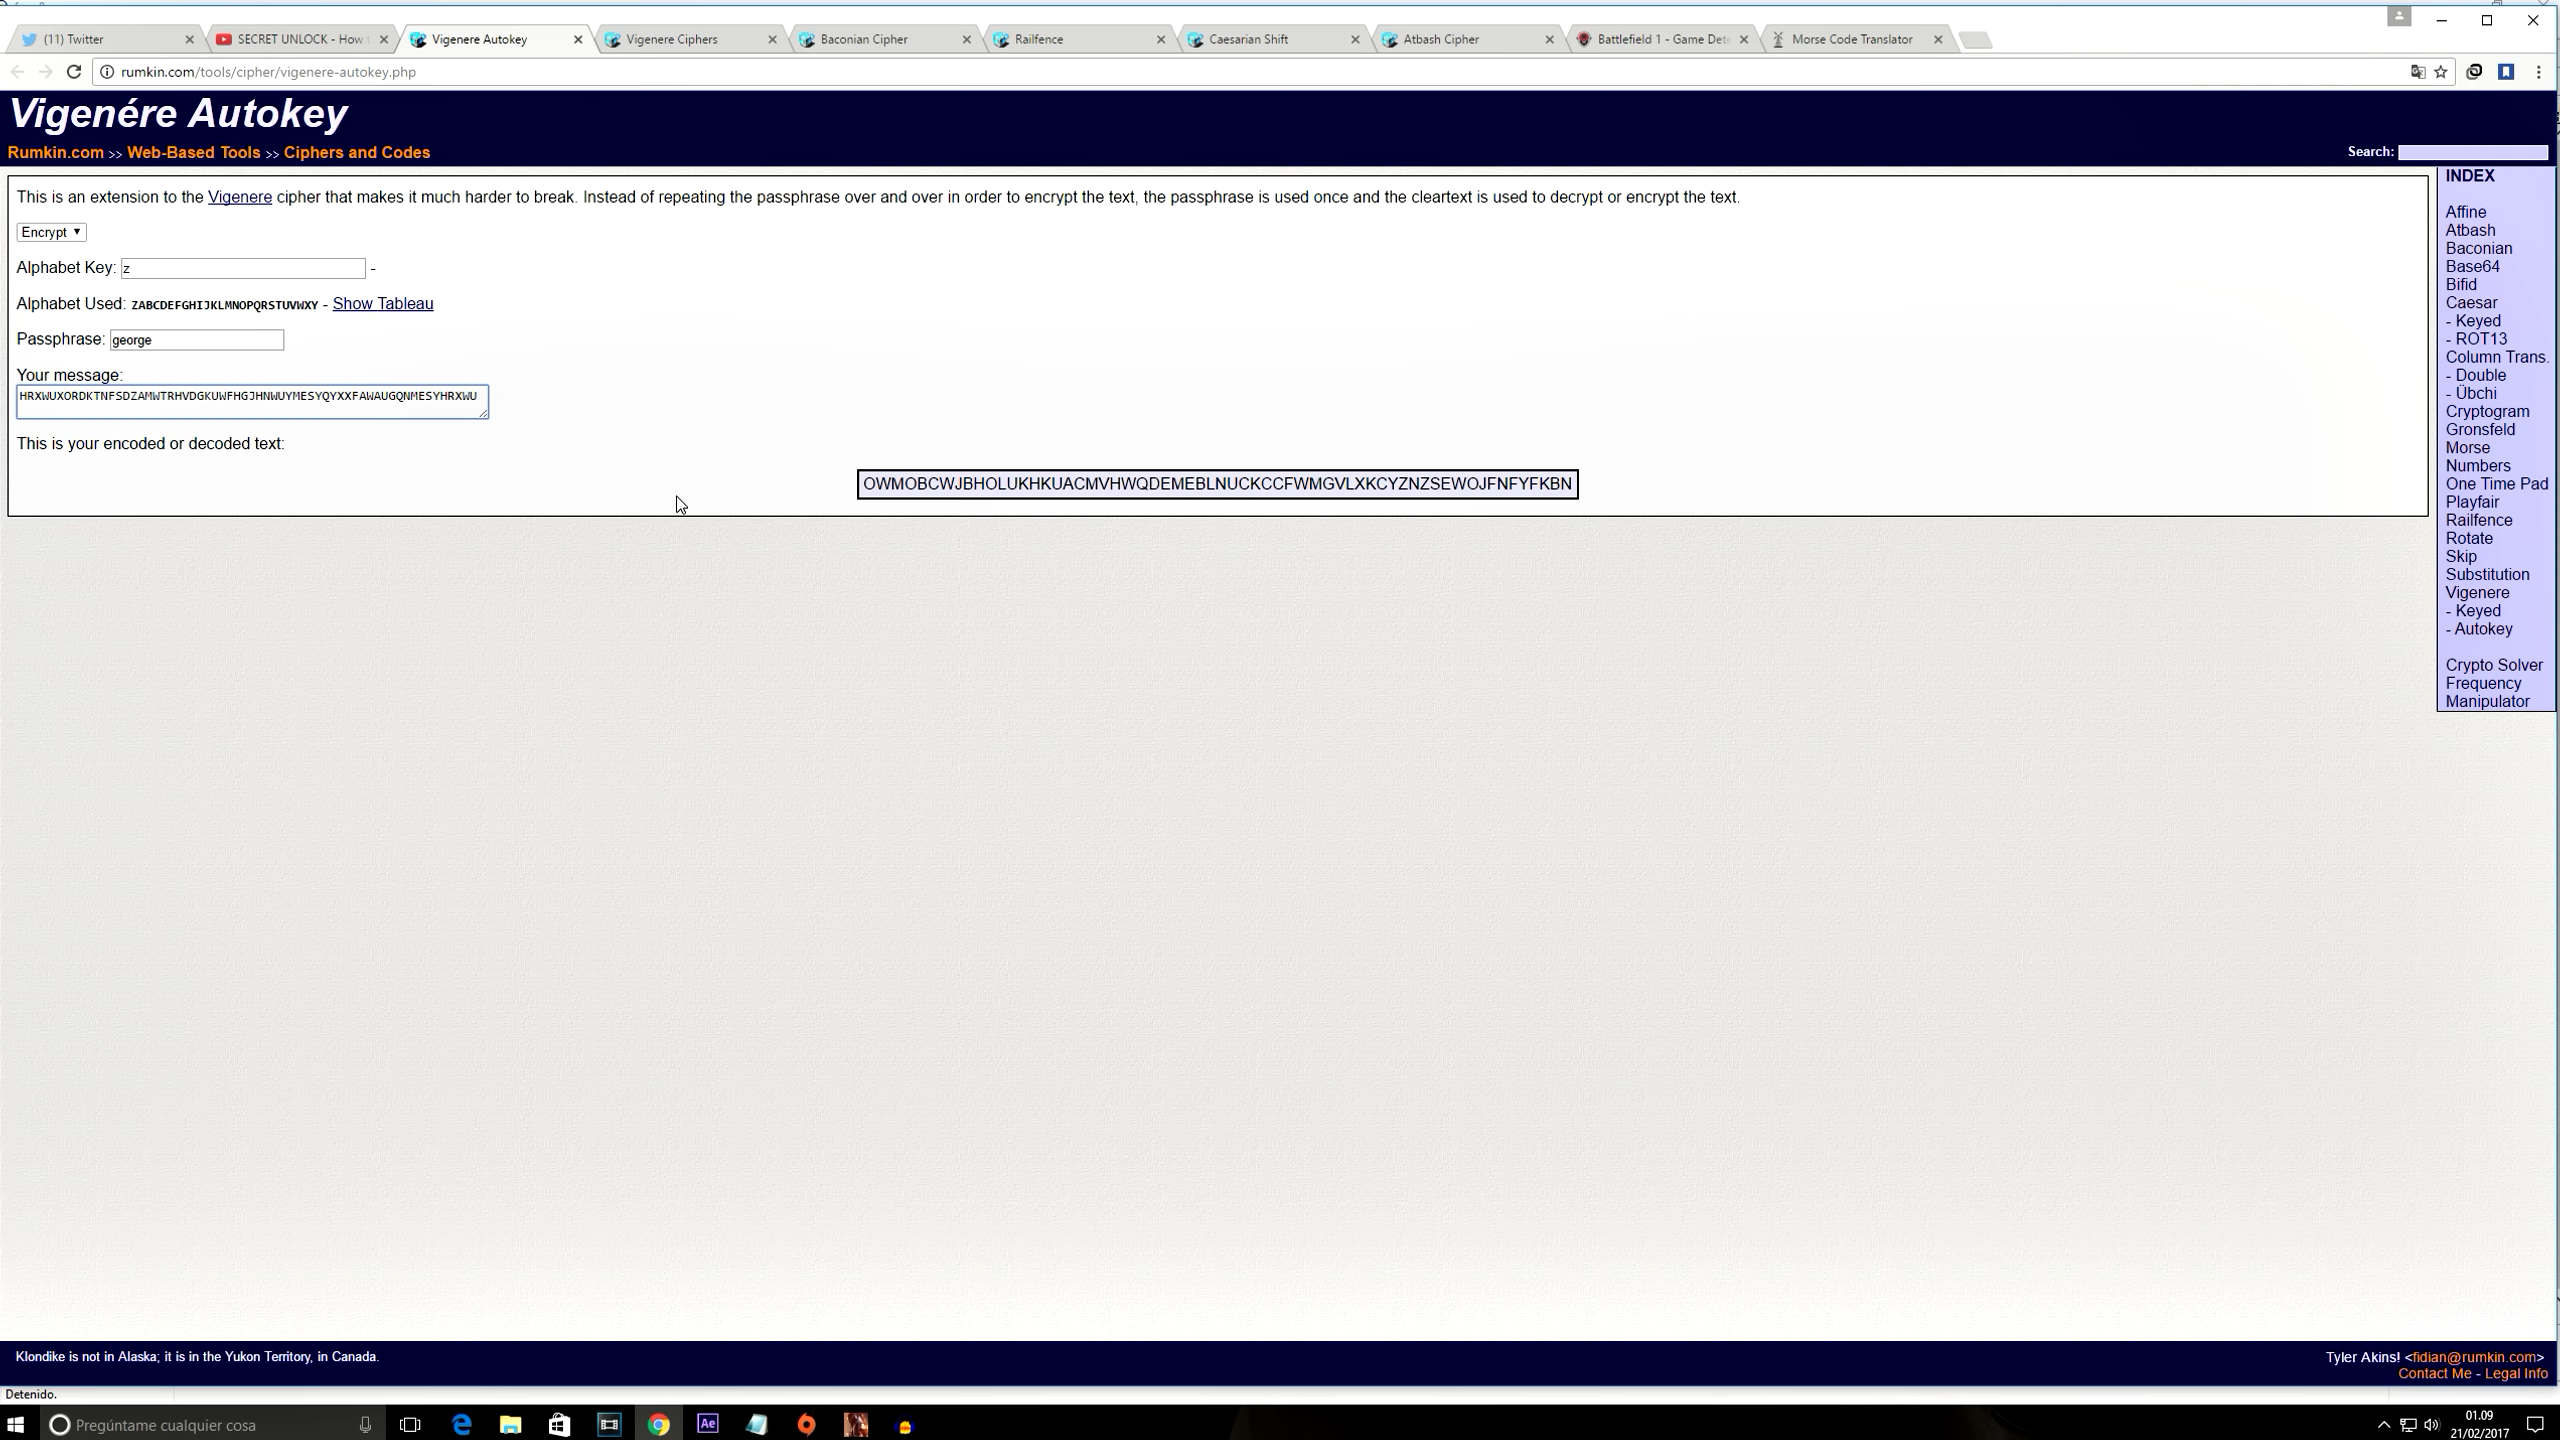 (11) Twitter
SECRET UNLOCK - How
Vigenere Autokey
Vigenere Ciphers
Baconian Cipher
Railfence
Caesarian Shift
Atbash Cipher
Battlefield 1 - Game Det
Morse Code Translator
rumkin.com/tools/cipher/vigenere-autokey.php
Vigenére Autokey
Rumkin.com >> Web-Based Tools >> Ciphers and Codes
Search:
This is an extension to the Vigenere cipher that makes it much harder to break. Instead of repeating the passphrase over and over in order to encrypt the text, the passphrase is used once and the cleartext is used to decrypt or encrypt the text.
Encrypt
Alphabet Key: z -
Alphabet Used: ZABCDEFGHIJKLMNOPQRSTUVWXY - Show Tableau
Passphrase: george
Your message:
HRXWUXORDKTNFSDZAMWTRHVDGKUWFHGJHNWUYMESYQYXXFAWAUGQNMESYHRXWU
This is your encoded or decoded text:
OWMOBCWJBHOLUKHKUACMVHWQDEMEBLNUCKCCFWMGVLXKCYZNZSEWOJFNFYFKBN
INDEX
Affine
Atbash
Baconian
Base64
Bifid
Caesar
- Keyed
- ROT13
Column Trans.
- Double
- Übchi
Cryptogram
Gronsfeld
Morse
Numbers
One Time Pad
Playfair
Railfence
Rotate
Skip
Substitution
Vigenere
- Keyed
- Autokey
Crypto Solver
Frequency
Manipulator
Klondike is not in Alaska; it is in the Yukon Territory, in Canada.
Tyler Akins! <fidian@rumkin.com>
Contact Me - Legal Info
Detenido.
Pregúntame cualquier cosa
Ae
01.09
21/02/2017